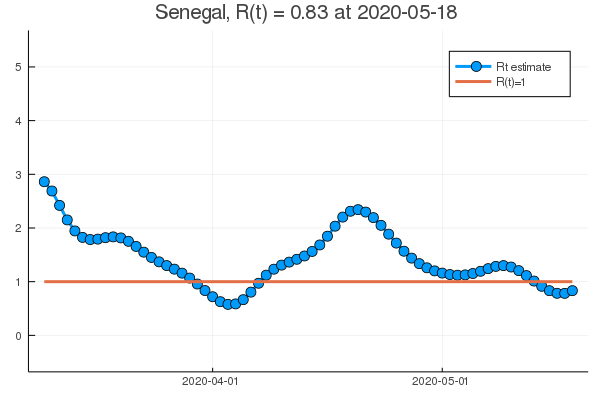 Senegal, R(t) = 0.83 at 2020-05-18
Rt estimate
R(t)=1
5
4
3
2
1
0
2020-04-01
2020-05-01